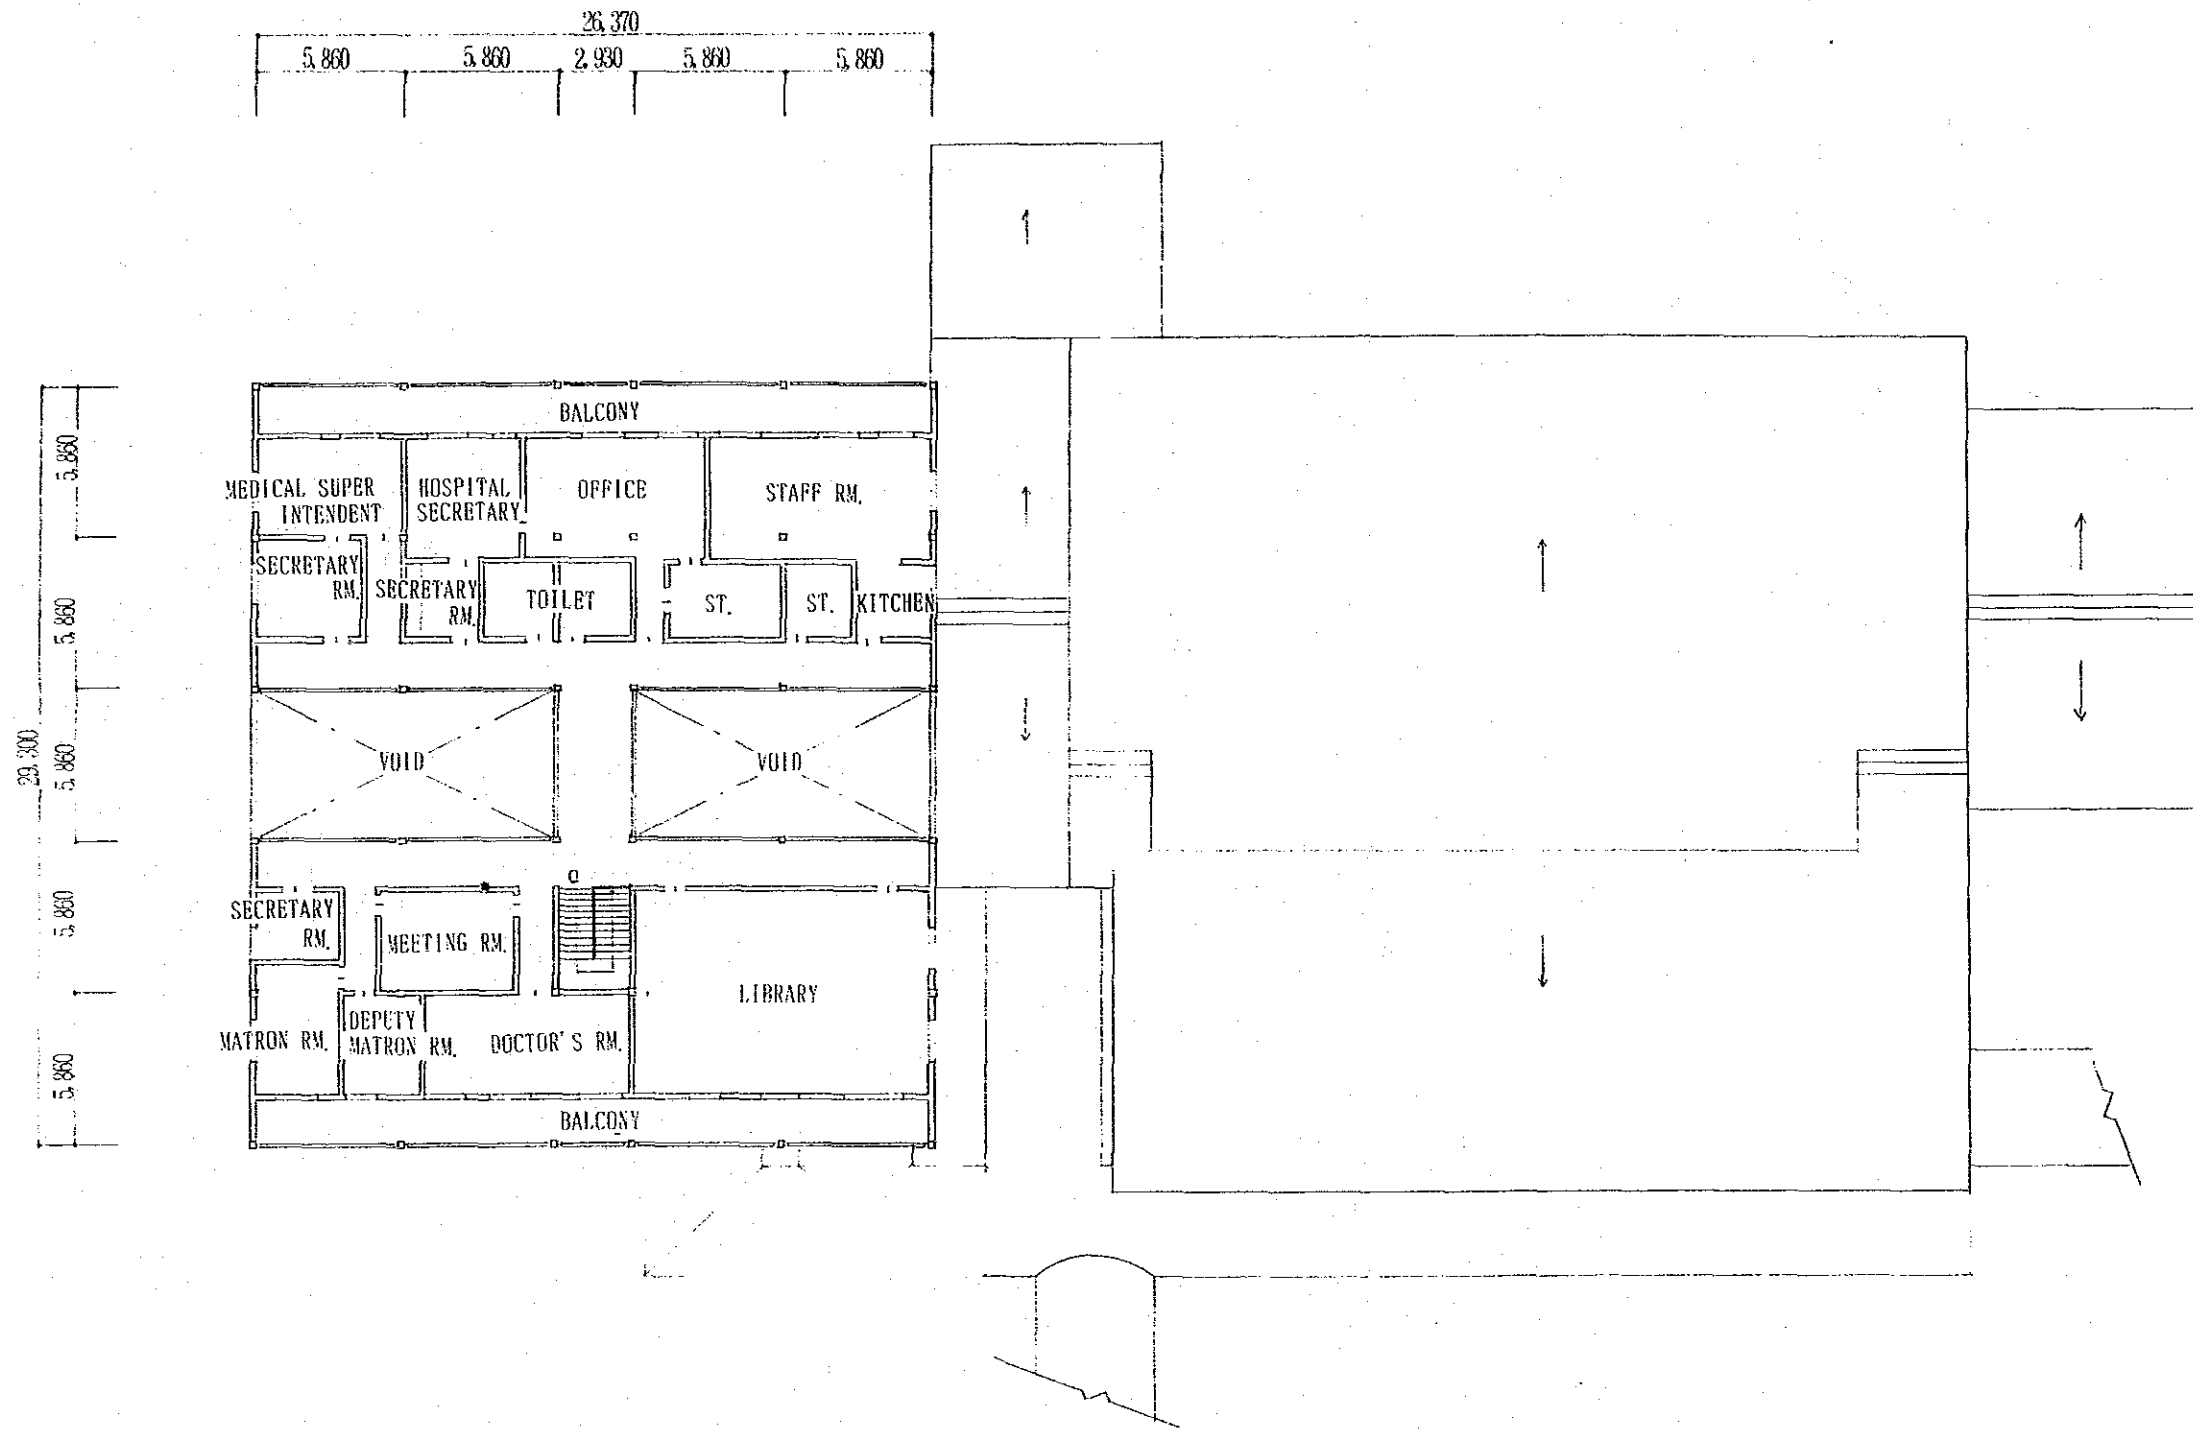 26,370
5,860 5,860 2,930 5,860 5,860
BALCONY
MEDICAL SUPER
INTENDENT
HOSPITAL
SECRETARY
OFFICE
STAFF RM.
SECRETARY
RM.
SECRETARY
RM.
TOILET
ST.
ST.
KITCHEN
VOID
VOID
SECRETARY
RM.
MEETING RM.
LIBRARY
MATRON RM.
DEPUTY
MATRON RM.
DOCTOR'S RM.
BALCONY
29,300
5,860
5,860
5,860
5,860
5,860